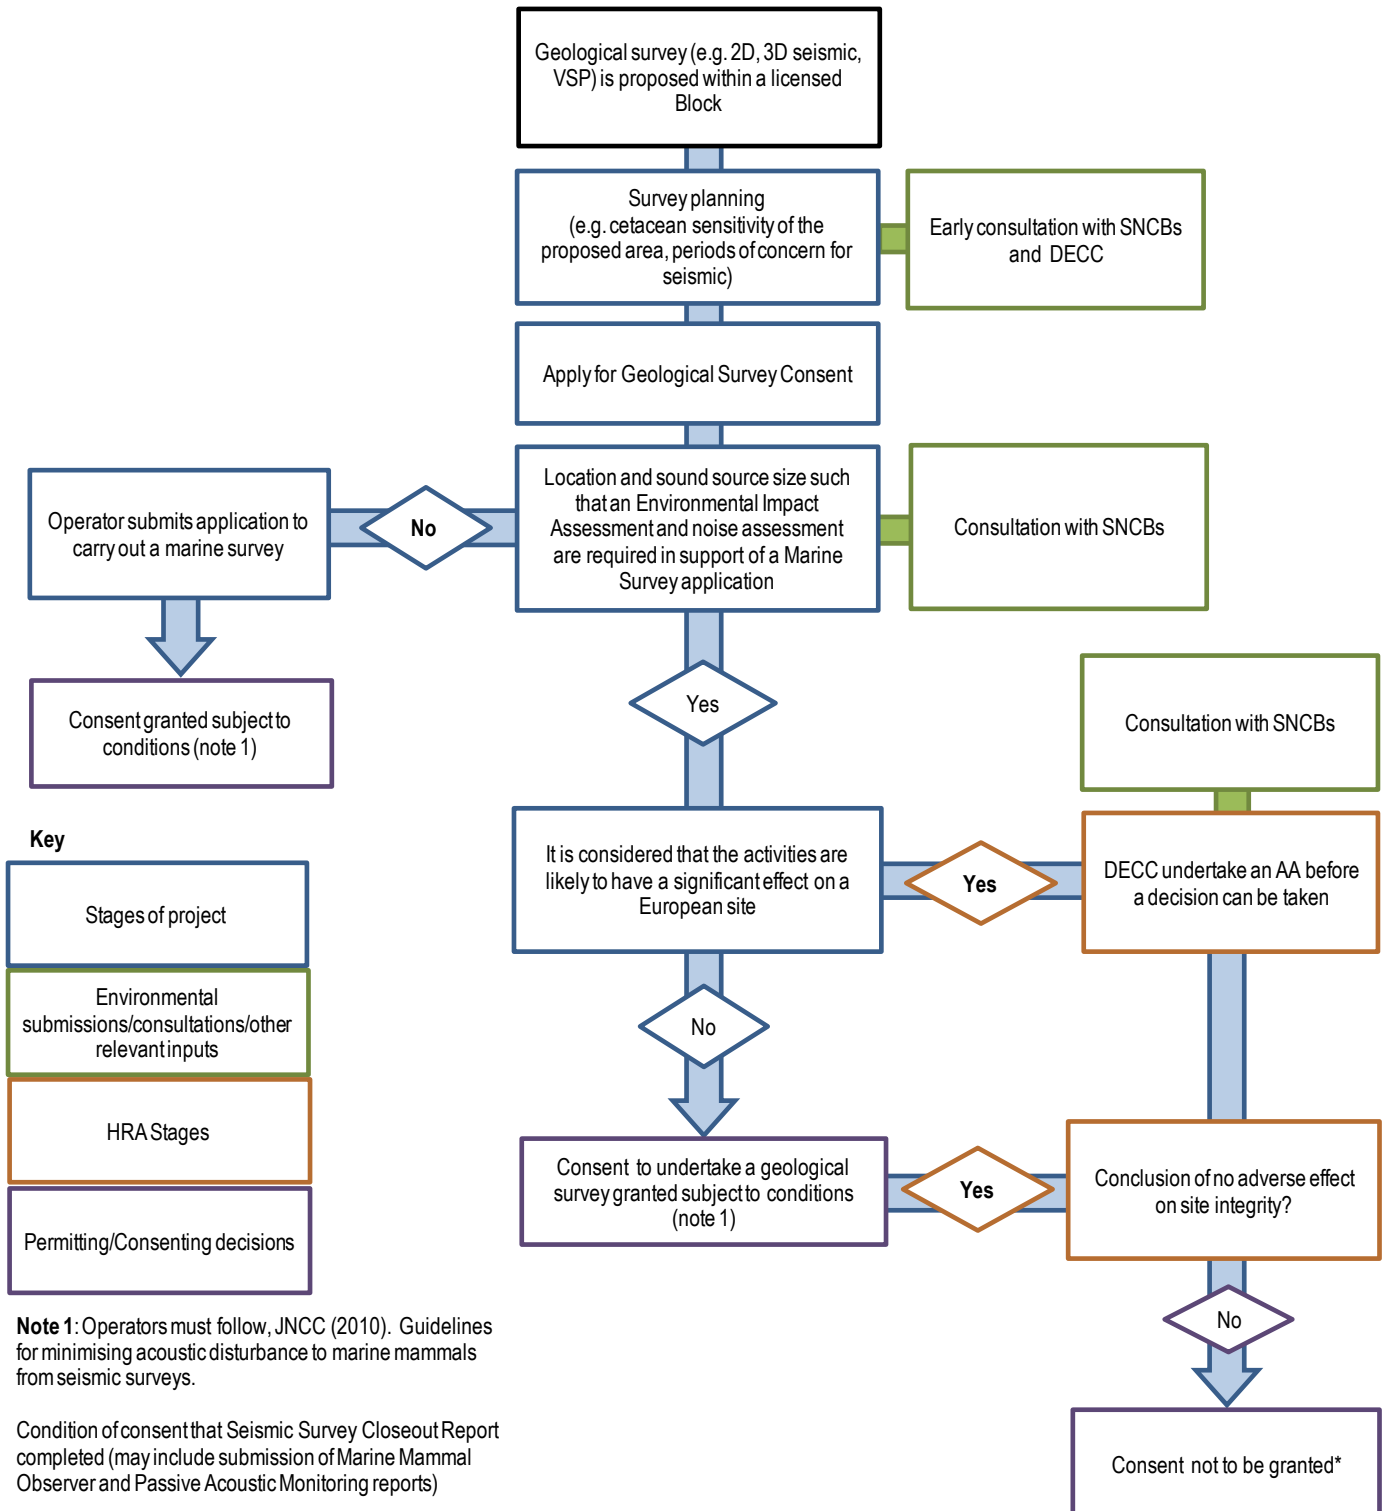 Geological survey (e.g. 2D, 3D seismic,
VSP) is proposed within a licensed
Block
Survey planning
(e.g. cetacean sensitivity of the
proposed area, periods of concern for
seismic)
Early consultation with SNCBs
and DECC
Apply for Geological Survey Consent
Location and sound source size such
that an Environmental Impact
Assessment and noise assessment
are required in support of a Marine
Survey application
Consultation with SNCBs
No
Operator submits application to
carry out a marine survey
Consent granted subject to
conditions (note 1)
Yes
Consultation with SNCBs
It is considered that the activities are
likely to have a significant effect on a
European site
Yes
DECC undertake an AA before
a decision can be taken
No
Consent to undertake a geological
survey granted subject to conditions
(note 1)
Yes
Conclusion of no adverse effect
on site integrity?
No
Consent not to be granted*
Key
Stages of project
Environmental
submissions/consultations/other
relevant inputs
HRA Stages
Permitting/Consenting decisions
Note 1: Operators must follow, JNCC (2010). Guidelines
for minimising acoustic disturbance to marine mammals
from seismic surveys.
Condition of consent that Seismic Survey Closeout Report
completed (may include submission of Marine Mammal
Observer and Passive Acoustic Monitoring reports)